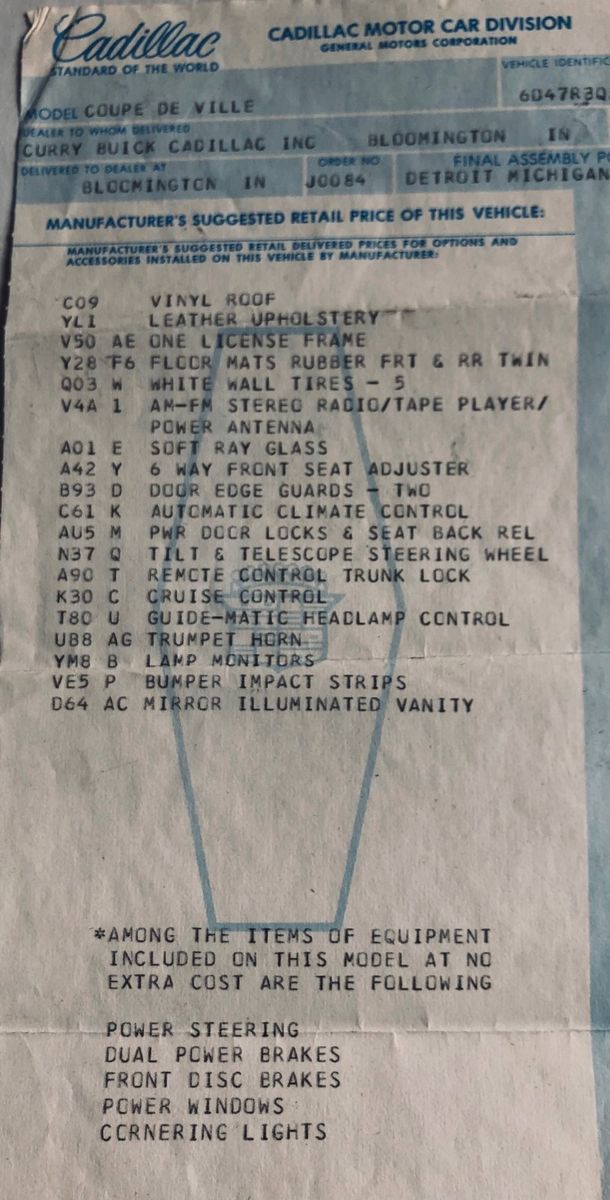 Cadillac
STANDARD OF THE WORLD
CADILLAC MOTOR CAR DIVISION
GENERAL MOTORS CORPORATION
VEHICLE IDENTIFIC
6D47R3Q
MODEL COUPE DE VILLE
DEALER TO WHOM DELIVERED
CURRY BUICK CADILLAC INC BLOOMINGTON IN
DELIVERED TO DEALER AT ORDER NO FINAL ASSEMBLY PO
BLOOMINGTON IN J0084 DETROIT MICHIGAN
MANUFACTURER'S SUGGESTED RETAIL PRICE OF THIS VEHICLE:
MANUFACTURER'S SUGGESTED RETAIL DELIVERED PRICES FOR OPTIONS AND
ACCESSORIES INSTALLED ON THIS VEHICLE BY MANUFACTURER:
C09 VINYL ROOF
YL1 LEATHER UPHOLSTERY
V50 AE ONE LICENSE FRAME
Y28 F6 FLOOR MATS RUBBER FRT & RR TWIN
Q03 W WHITE WALL TIRES - 5
V4A 1 AM-FM STEREO RADIO/TAPE PLAYER/
POWER ANTENNA
A01 E SOFT RAY GLASS
A42 Y 6 WAY FRONT SEAT ADJUSTER
B93 D DOOR EDGE GUARDS - TWO
C61 K AUTOMATIC CLIMATE CONTROL
AU5 M PWR DOOR LOCKS & SEAT BACK REL
N37 Q TILT & TELESCOPE STEERING WHEEL
A90 T REMOTE CONTROL TRUNK LOCK
K30 C CRUISE CONTROL
T80 U GUIDE-MATIC HEADLAMP CONTROL
UB8 AG TRUMPET HORN
YM8 B LAMP MONITORS
VE5 P BUMPER IMPACT STRIPS
D64 AC MIRROR ILLUMINATED VANITY
*AMONG THE ITEMS OF EQUIPMENT
INCLUDED ON THIS MODEL AT NO
EXTRA COST ARE THE FOLLOWING
POWER STEERING
DUAL POWER BRAKES
FRONT DISC BRAKES
POWER WINDOWS
CORNERING LIGHTS